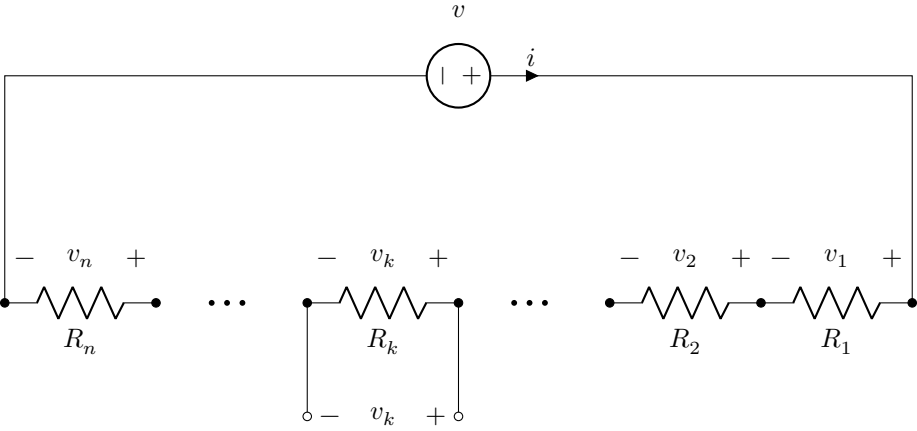 v
− +
i
− v_n + − v_k + − v_2 + − v_1 +
R_n ... R_k ... R_2 R_1
− v_k +